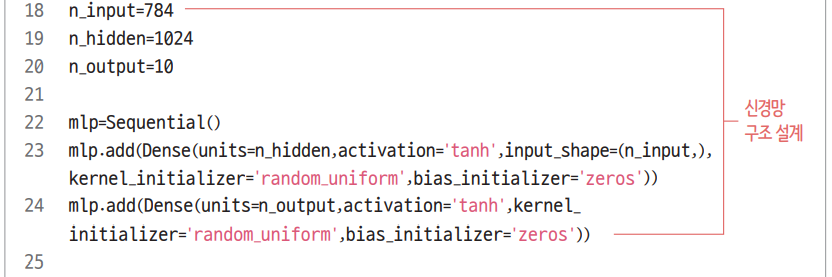 18 n_input=784
19 n_hidden=1024
20 n_output=10
21
22 mlp=Sequential()
23 mlp.add(Dense(units=n_hidden,activation='tanh',input_shape=(n_input,),
kernel_initializer='random_uniform',bias_initializer='zeros'))
24 mlp.add(Dense(units=n_output,activation='tanh',kernel_
initializer='random_uniform',bias_initializer='zeros'))
25
신경망
구조 설계